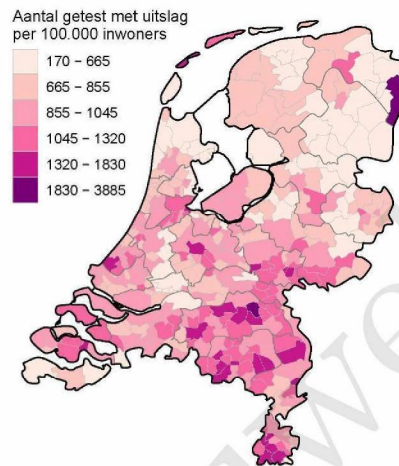 Aantal getest met uitslag
per 100.000 inwoners
170 – 665
665 – 855
855 – 1045
1045 – 1320
1320 – 1830
1830 – 3885